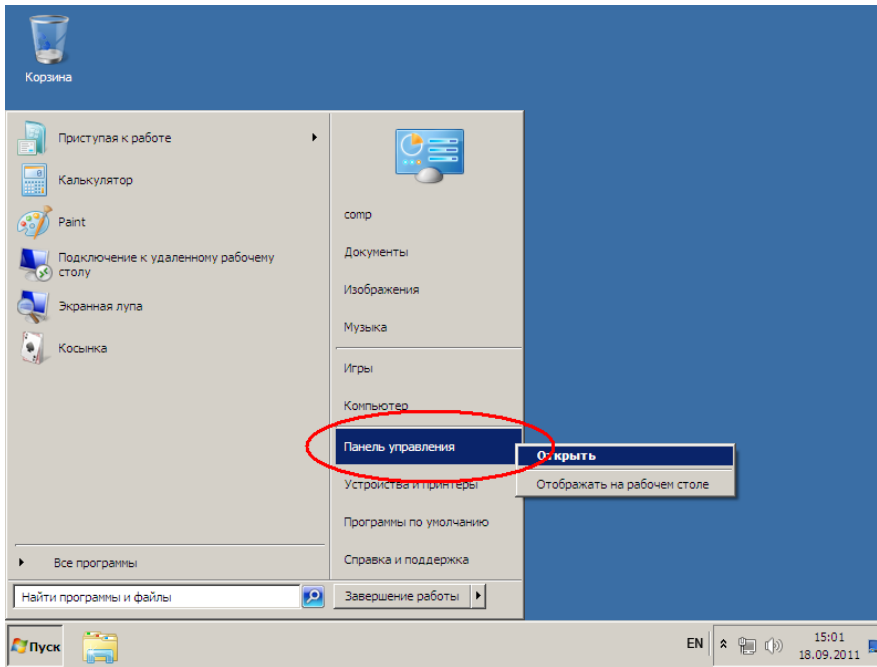 Корзина
Приступая к работе
Калькулятор
Paint
Подключение к удаленному рабочему
столу
Экранная лупа
Косынка
Все программы
Найти программы и файлы
comp
Документы
Изображения
Музыка
Игры
Компьютер
Панель управления
Устройства и принтеры
Программы по умолчанию
Справка и поддержка
Завершение работы
Открыть
Отображать на рабочем столе
Пуск
EN
15:01
18.09.2011